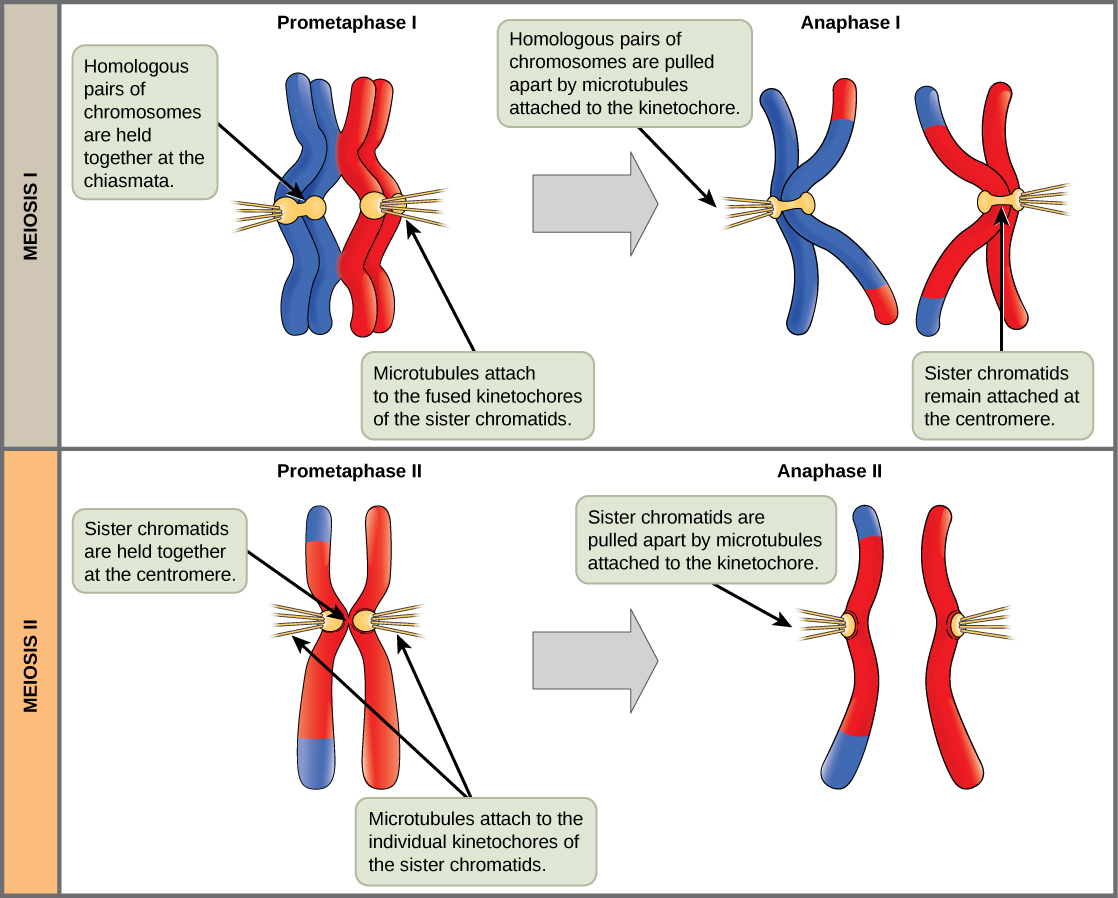 MEIOSIS I
Prometaphase I
Anaphase I
Homologous
pairs of
chromosomes
are held
together at the
chiasmata.
Homologous pairs of
chromosomes are pulled
apart by microtubules
attached to the kinetochore.
Microtubules attach
to the fused kinetochores
of the sister chromatids.
Sister chromatids
remain attached at
the centromere.
MEIOSIS II
Prometaphase II
Anaphase II
Sister chromatids
are held together
at the centromere.
Sister chromatids are
pulled apart by microtubules
attached to the kinetochore.
Microtubules attach to the
individual kinetochores of
the sister chromatids.